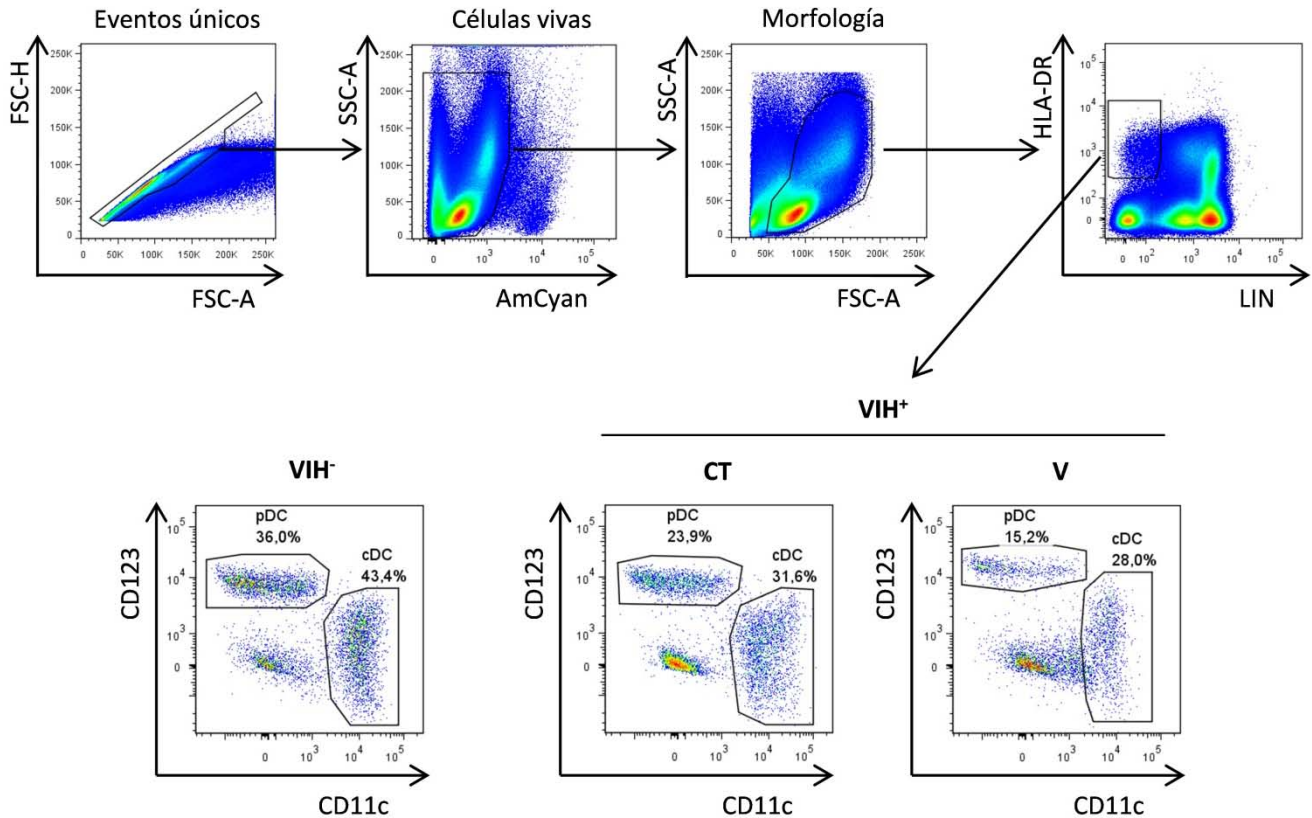 Eventos únicos
Células vivas
Morfología
FSC-H
250K
200K
150K
100K
50K
0
50K 100K 150K 200K 250K
FSC-A
SSC-A
250K
200K
150K
100K
50K
0
0 10³ 10⁴ 10⁵
AmCyan
SSC-A
250K
200K
150K
100K
50K
0
50K 100K 150K 200K 250K
FSC-A
HLA-DR
10⁵
10⁴
10³
10²
0
0 10² 10³ 10⁴ 10⁵
LIN
VIH⁺
VIH⁻
CT
V
CD123
pDC
36,0%
cDC
43,4%
10⁵
10⁴
10³
0
0 10³ 10⁴ 10⁵
CD11c
CD123
pDC
23,9%
cDC
31,6%
10⁵
10⁴
10³
0
0 10³ 10⁴ 10⁵
CD11c
CD123
pDC
15,2%
cDC
28,0%
10⁵
10⁴
10³
0
0 10³ 10⁴ 10⁵
CD11c